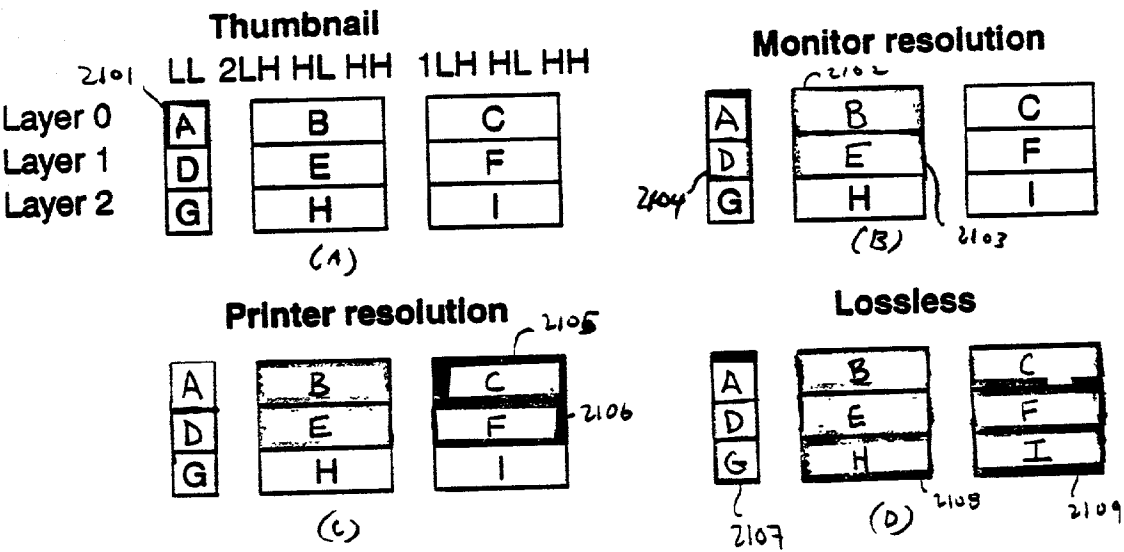 Thumbnail
2101 LL 2LH HL HH 1LH HL HH
Layer 0 A B C
Layer 1 D E F
Layer 2 G H I
(A)
Monitor resolution
2102
A B C
D E F
2104 G H I
(B) 2103
Printer resolution
2105
A B C
D E F 2106
G H I
(C)
Lossless
A B C
D E F
G H I
2107 (D) 2108 2109